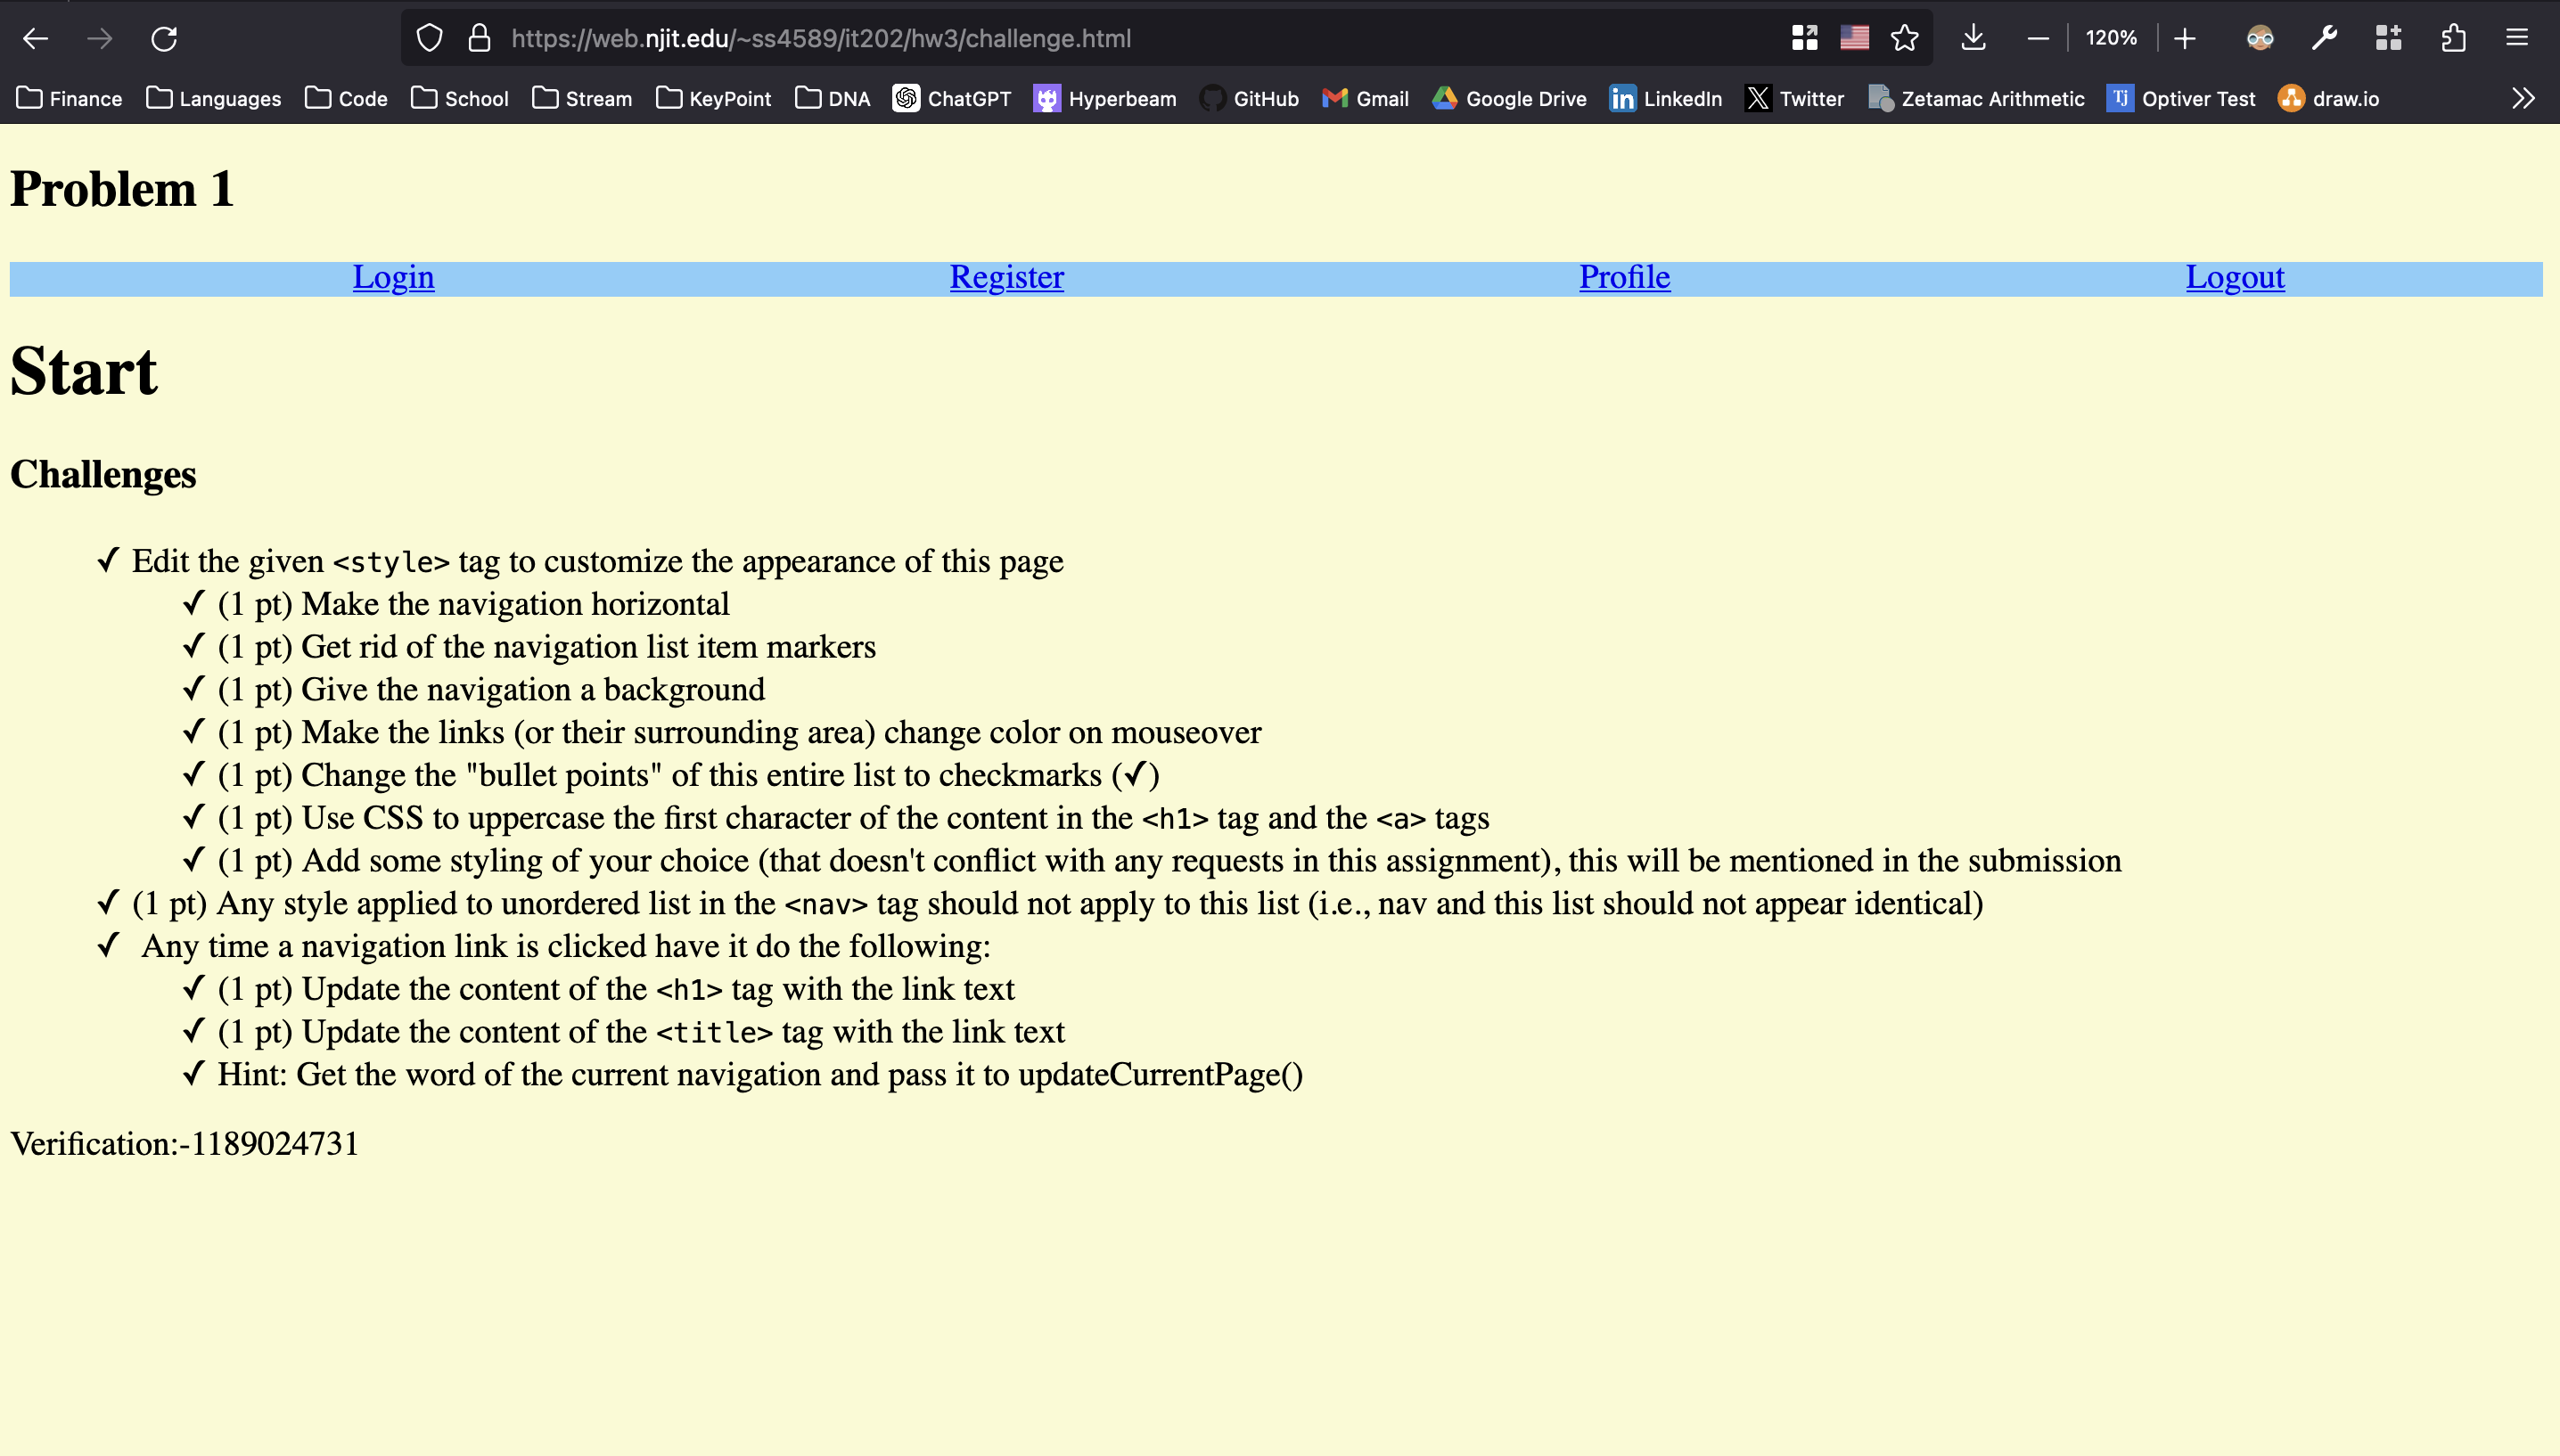 https://web.njit.edu/~ss4589/it202/hw3/challenge.html 120%
Finance Languages Code School Stream KeyPoint DNA ChatGPT Hyperbeam GitHub Gmail Google Drive in LinkedIn X Twitter Zetamac Arithmetic Tj Optiver Test draw.io
Problem 1
Login Register Profile Logout
Start
Challenges
✓ Edit the given <style> tag to customize the appearance of this page
✓ (1 pt) Make the navigation horizontal
✓ (1 pt) Get rid of the navigation list item markers
✓ (1 pt) Give the navigation a background
✓ (1 pt) Make the links (or their surrounding area) change color on mouseover
✓ (1 pt) Change the "bullet points" of this entire list to checkmarks (✓)
✓ (1 pt) Use CSS to uppercase the first character of the content in the <h1> tag and the <a> tags
✓ (1 pt) Add some styling of your choice (that doesn't conflict with any requests in this assignment), this will be mentioned in the submission
✓ (1 pt) Any style applied to unordered list in the <nav> tag should not apply to this list (i.e., nav and this list should not appear identical)
✓ Any time a navigation link is clicked have it do the following:
✓ (1 pt) Update the content of the <h1> tag with the link text
✓ (1 pt) Update the content of the <title> tag with the link text
✓ Hint: Get the word of the current navigation and pass it to updateCurrentPage()
Verification:-1189024731